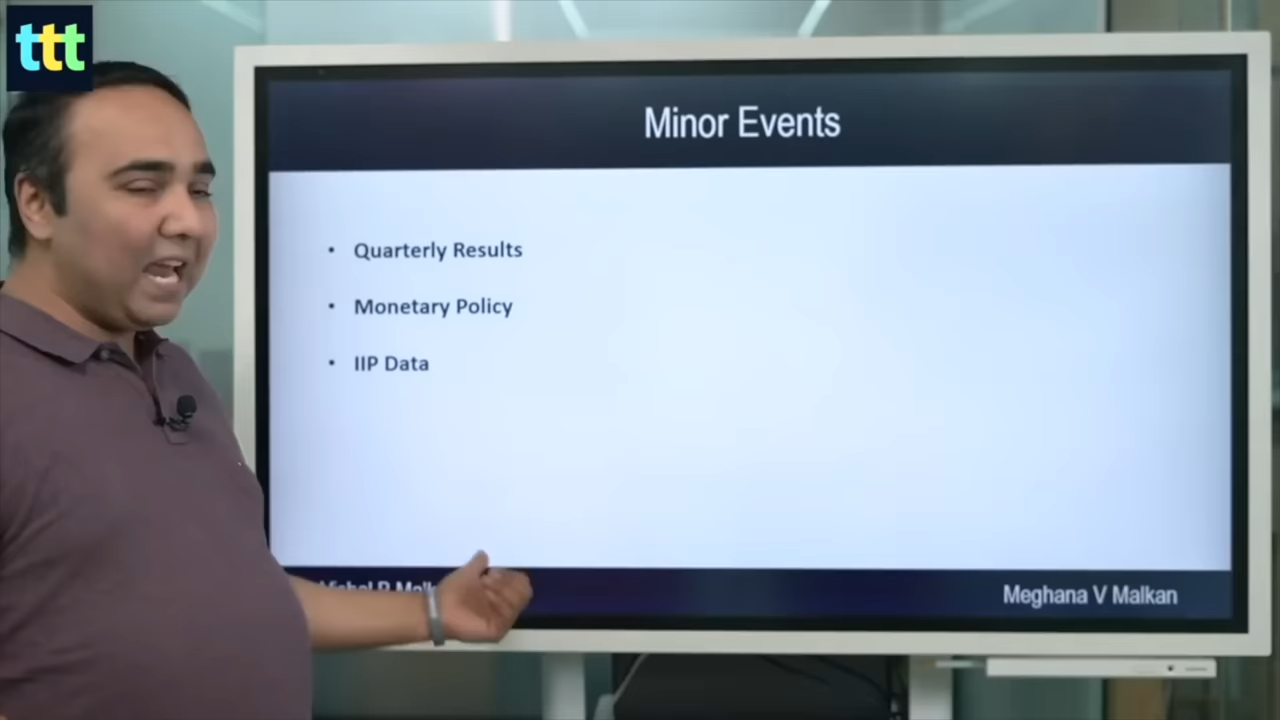 ttt
Minor Events
• Quarterly Results
• Monetary Policy
• IIP Data
Meghana V Malkan